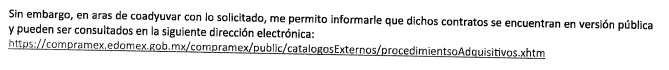 Sin embargo, en aras de coadyuvar con lo solicitado, me permito informarle que dichos contratos se encuentran en versión pública
y pueden ser consultados en la siguiente dirección electrónica:
https://compramex.edomex.gob.mx/compramex/public/catalogosExternos/procedimientsoAdquisitivos.xhtm